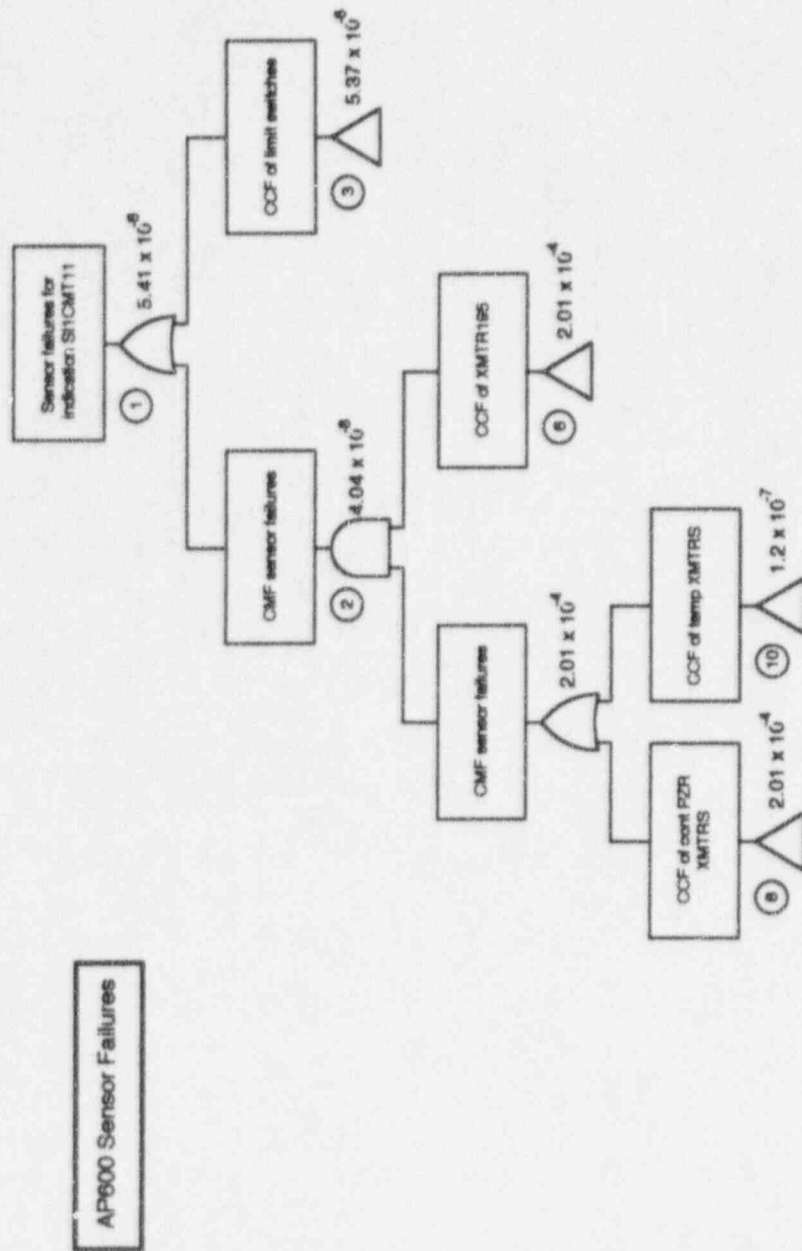 AP600 Sensor Failures
Sensor failures for
indication SI1CMT11
1
5.41 x 10⁻⁶
CMF sensor failures
2
4.04 x 10⁻⁸
CCF of limit switches
3
5.37 x 10⁻⁶
CMF sensor failures
2.01 x 10⁻⁴
CCF of XMTR195
6
2.01 x 10⁻⁴
CCF of cont PZR
XMTRS
8
2.01 x 10⁻⁴
CCF of temp XMTRS
10
1.2 x 10⁻⁷